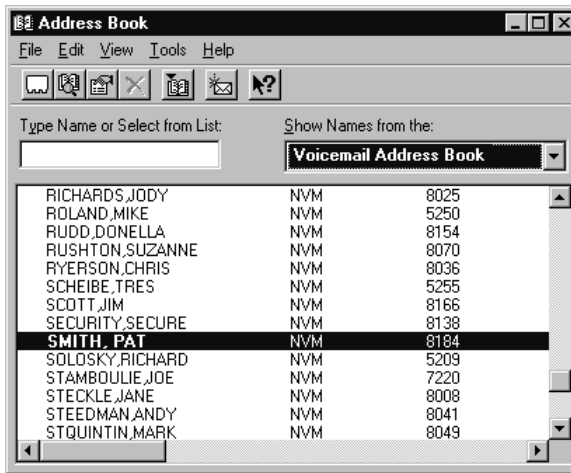 Address Book
File Edit View Tools Help
Type Name or Select from List:
Show Names from the:
Voicemail Address Book
RICHARDS,JODY NVM 8025
ROLAND,MIKE NVM 5250
RUDD,DONELLA NVM 8154
RUSHTON,SUZANNE NVM 8070
RYERSON,CHRIS NVM 8036
SCHEIBE,TRES NVM 5255
SCOTT,JIM NVM 8166
SECURITY,SECURE NVM 8138
SMITH, PAT NVM 8184
SOLOSKY,RICHARD NVM 5209
STAMBOULIE,JOE NVM 7220
STECKLE,JANE NVM 8008
STEEDMAN,ANDY NVM 8041
STQUINTIN,MARK NVM 8049